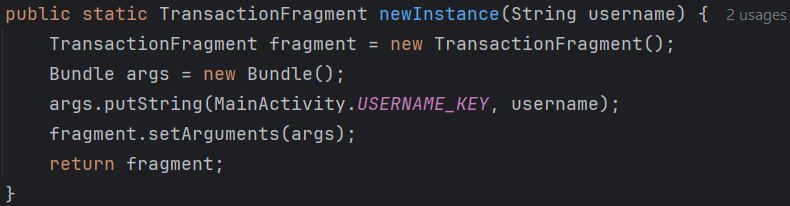 public static TransactionFragment newInstance(String username) { 2 usages
    TransactionFragment fragment = new TransactionFragment();
    Bundle args = new Bundle();
    args.putString(MainActivity.USERNAME_KEY, username);
    fragment.setArguments(args);
    return fragment;
}